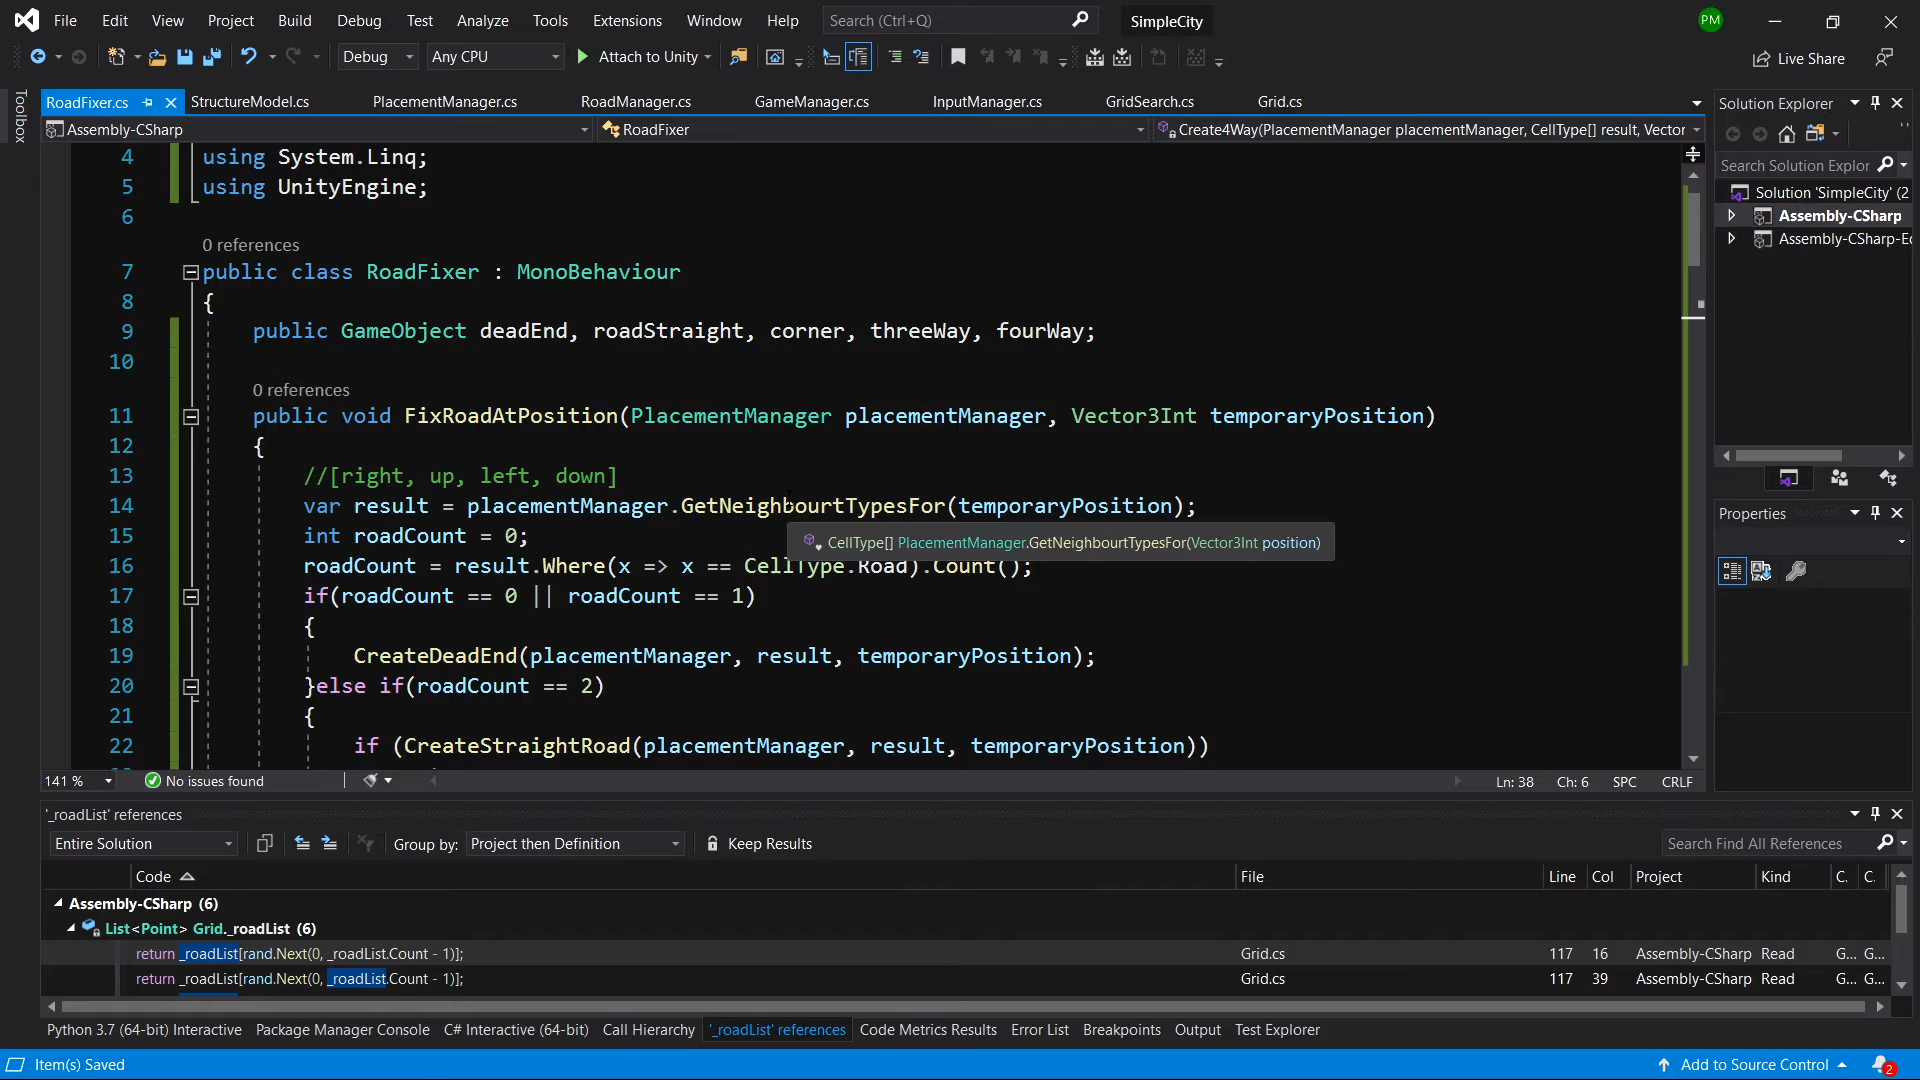 File Edit View Project Build Debug Test Analyze Tools Extensions Window Help Search (Ctrl+Q) SimpleCity PM
Debug Any CPU Attach to Unity Live Share
Toolbox
RoadFixer.cs StructureModel.cs PlacementManager.cs RoadManager.cs GameManager.cs InputManager.cs GridSearch.cs Grid.cs
Assembly-CSharp RoadFixer Create4Way(PlacementManager placementManager, CellType[] result, Vector
4 using System.Linq;
5 using UnityEngine;
6
0 references
7 public class RoadFixer : MonoBehaviour
8 {
9 public GameObject deadEnd, roadStraight, corner, threeWay, fourWay;
10
0 references
11 public void FixRoadAtPosition(PlacementManager placementManager, Vector3Int temporaryPosition)
12 {
13 //[right, up, left, down]
14 var result = placementManager.GetNeighbourtTypesFor(temporaryPosition);
15 int roadCount = 0;
CellType[] PlacementManager.GetNeighbourtTypesFor(Vector3Int position)
16 roadCount = result.Where(x => x == CellType.Road).Count();
17 if(roadCount == 0 || roadCount == 1)
18 {
19 CreateDeadEnd(placementManager, result, temporaryPosition);
20 }else if(roadCount == 2)
21 {
22 if (CreateStraightRoad(placementManager, result, temporaryPosition))
141 % No issues found Ln: 38 Ch: 6 SPC CRLF
Solution Explorer
Search Solution Explor
Solution 'SimpleCity' (2
Assembly-CSharp
Assembly-CSharp-Ec
Properties
'_roadList' references
Entire Solution Group by: Project then Definition Keep Results Search Find All References
Code File Line Col Project Kind C. C.
Assembly-CSharp (6)
List<Point> Grid._roadList (6)
return _roadList[rand.Next(0, _roadList.Count - 1)]; Grid.cs 117 16 Assembly-CSharp Read G... G...
return _roadList[rand.Next(0, _roadList.Count - 1)]; Grid.cs 117 39 Assembly-CSharp Read G... G...
Python 3.7 (64-bit) Interactive Package Manager Console C# Interactive (64-bit) Call Hierarchy '_roadList' references Code Metrics Results Error List Breakpoints Output Test Explorer
Item(s) Saved Add to Source Control 2